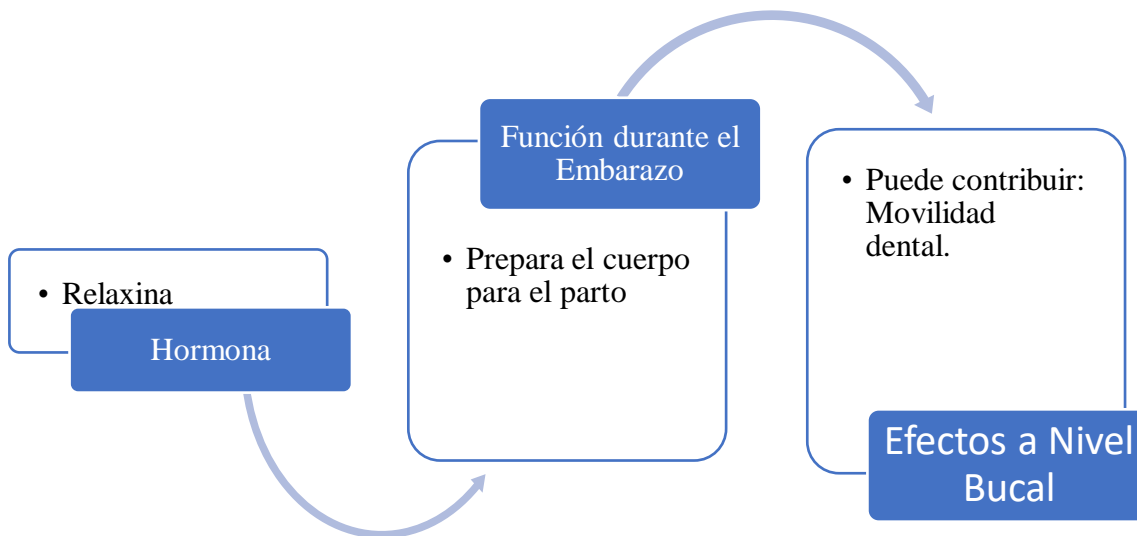 • Relaxina
Hormona
Función durante el
Embarazo
• Prepara el cuerpo
para el parto
• Puede contribuir:
Movilidad
dental.
Efectos a Nivel
Bucal